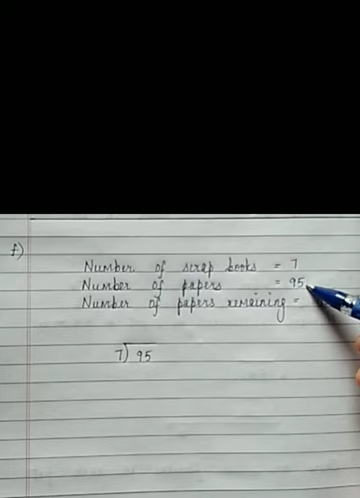 f)
Number of scrap books = 7
Number of papers = 95
Number of papers remaining =
7) 95